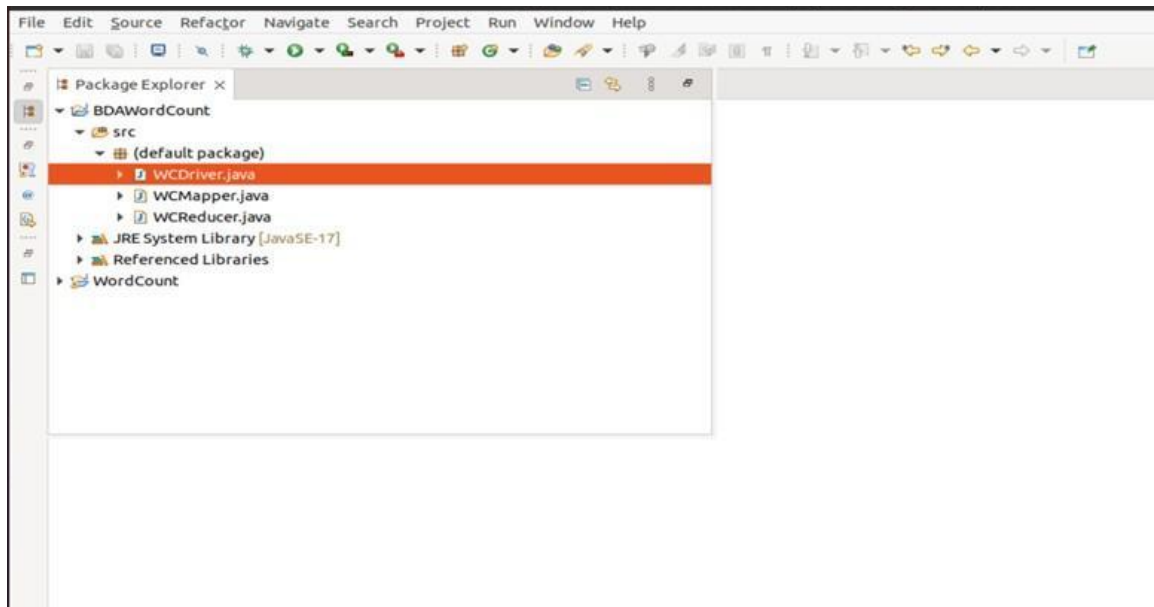 File Edit Source Refactor Navigate Search Project Run Window Help
Package Explorer
BDAWordCount
src
(default package)
WCDriver.java
WCMapper.java
WCReducer.java
JRE System Library [JavaSE-17]
Referenced Libraries
WordCount